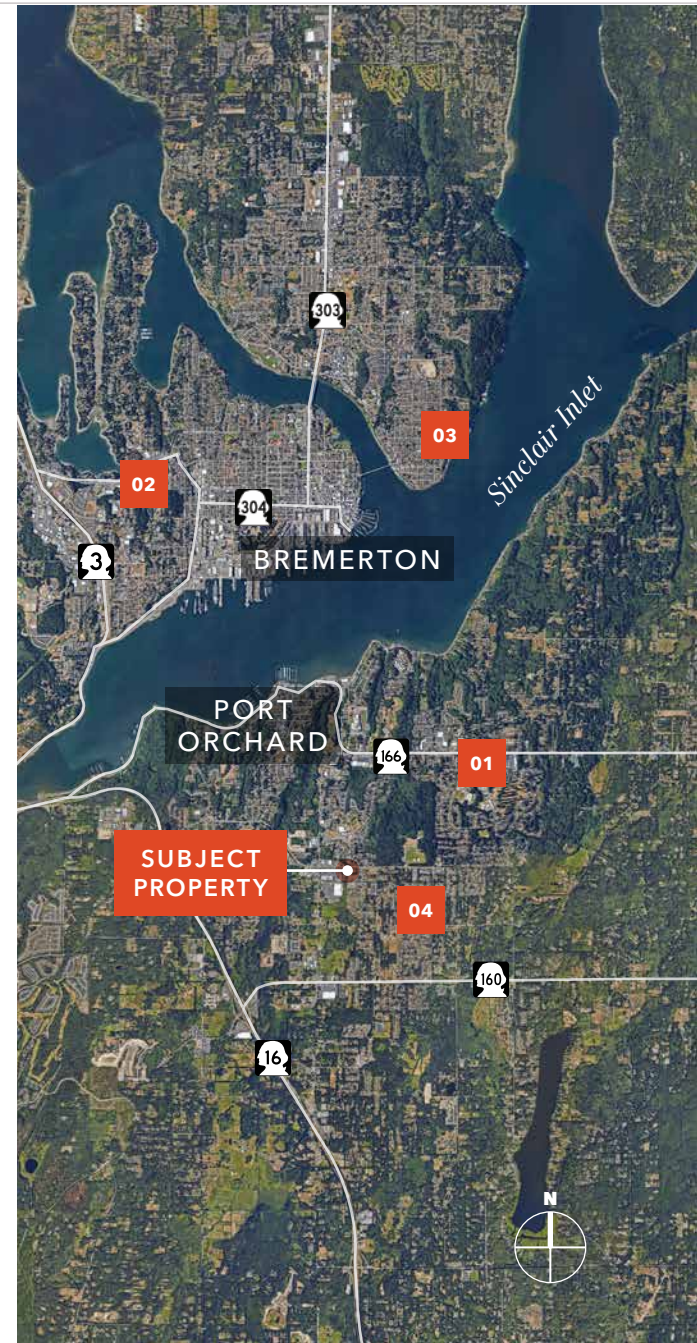 303
03
Sinclair Inlet
02
304
3
BREMERTON
PORT
ORCHARD
166
01
SUBJECT
PROPERTY
04
160
16
N